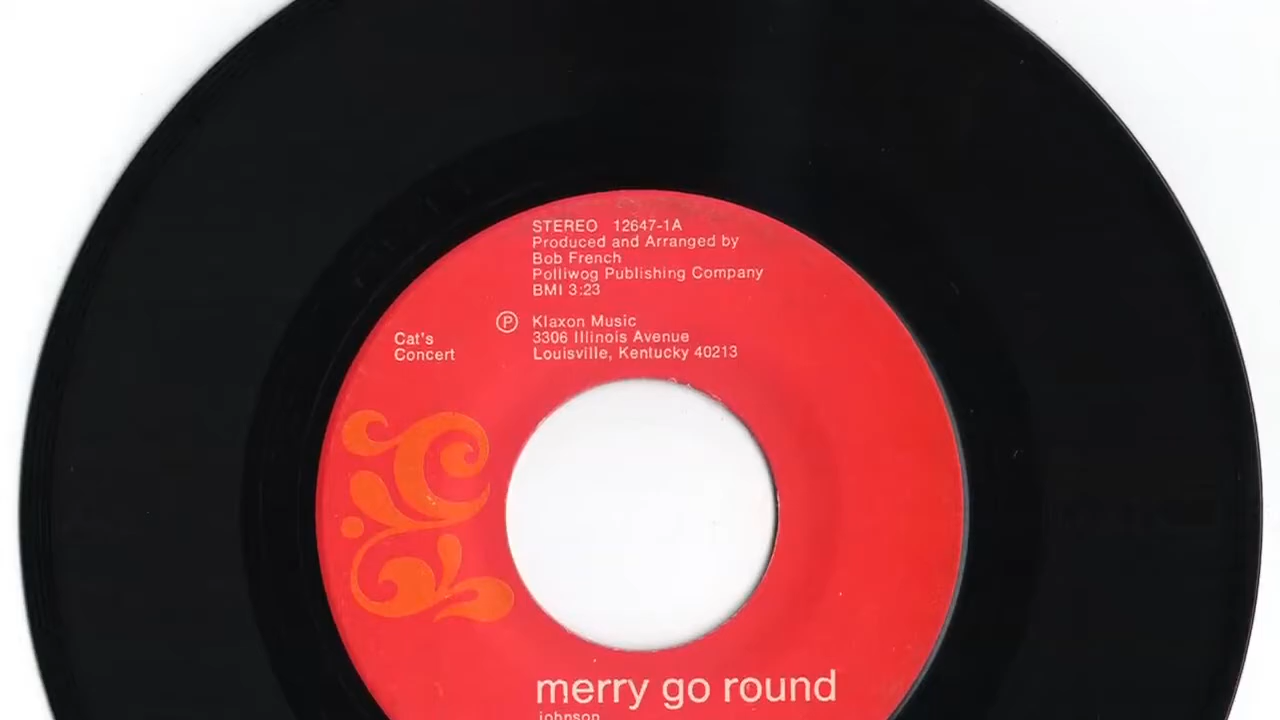 STEREO 12647-1A
Produced and Arranged by
Bob French
Polliwog Publishing Company
BMI 3:23
Ⓟ Klaxon Music
3306 Illinois Avenue
Louisville, Kentucky 40213
Cat's
Concert
merry go round
johnson